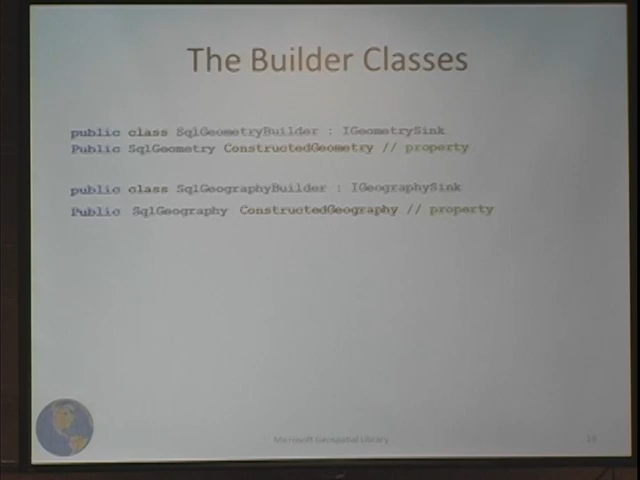 The Builder Classes
public class SqlGeometryBuilder : IGeometrySink
Public SqlGeometry ConstructedGeometry // property
public class SqlGeographyBuilder : IGeographySink
Public SqlGeography ConstructedGeography // property
Microsoft Geospatial Library